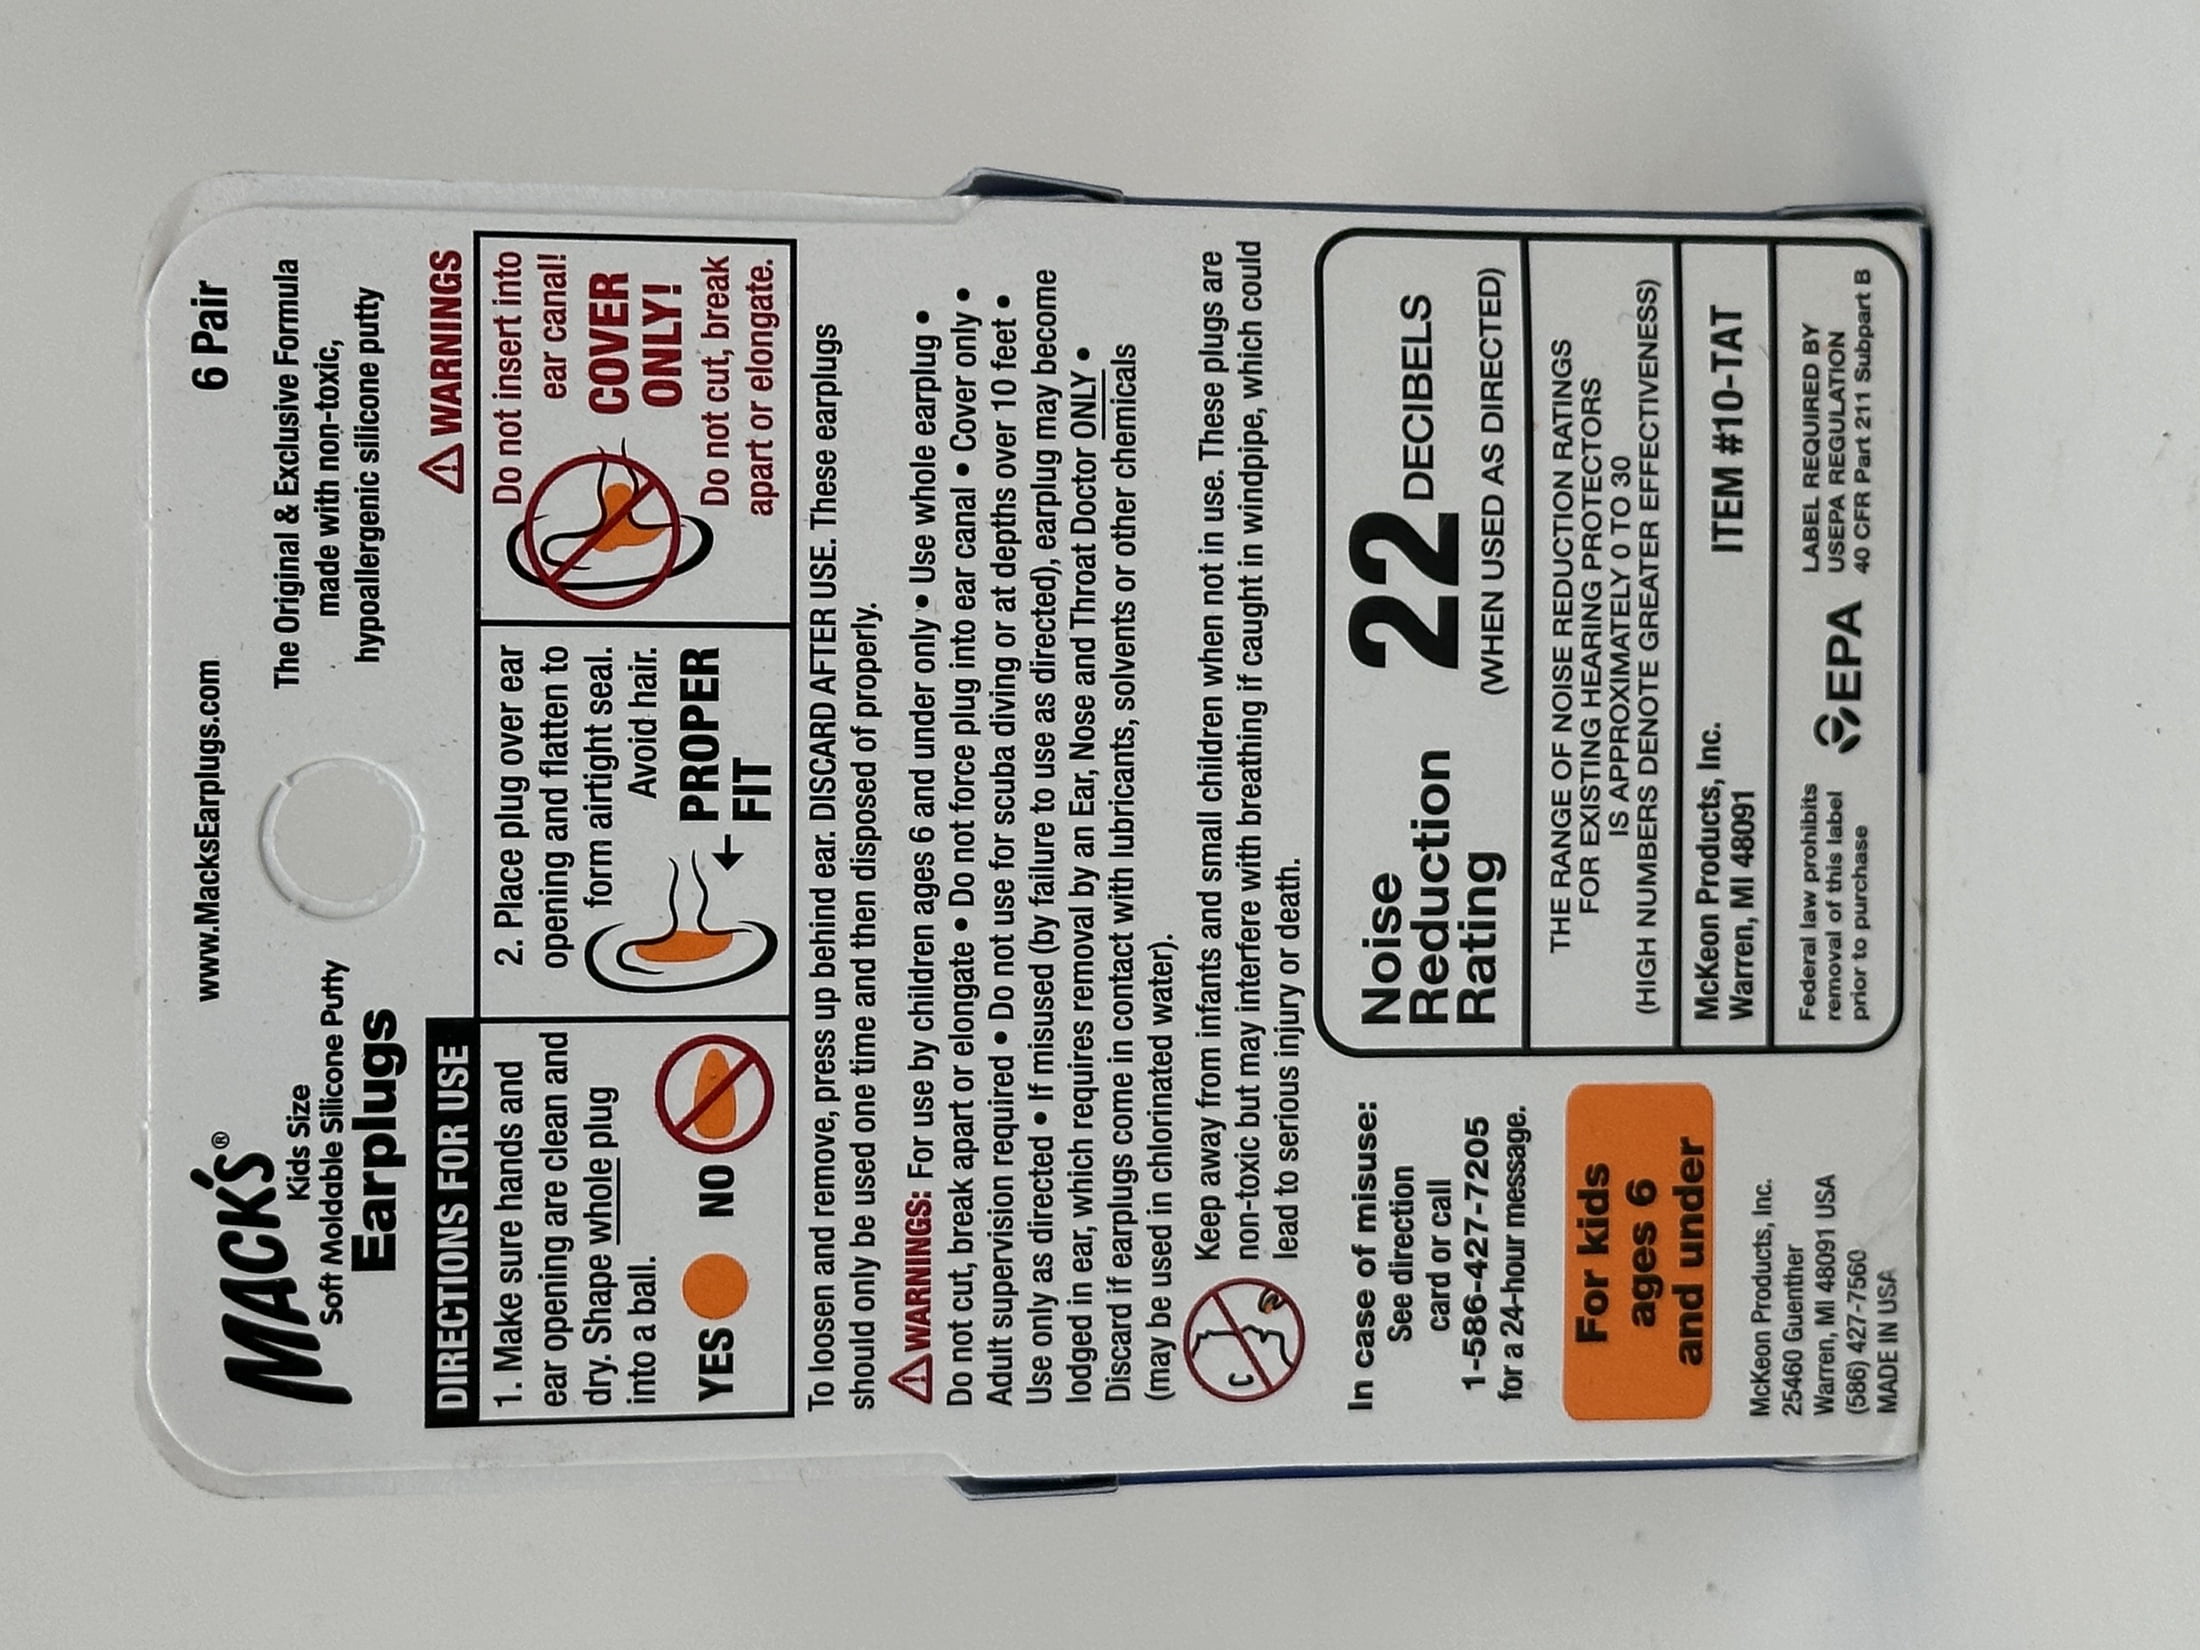 MACK'S®
www.MacksEarplugs.com
6 Pair
Kids Size
Soft Moldable Silicone Putty
Earplugs
The Original & Exclusive Formula
made with non-toxic,
hypoallergenic silicone putty
DIRECTIONS FOR USE
⚠WARNINGS
1. Make sure hands and
ear opening are clean and
dry. Shape whole plug
into a ball.
YES NO
2. Place plug over ear
opening and flatten to
form airtight seal.
Avoid hair.
← PROPER
FIT
Do not insert into
ear canal!
COVER
ONLY!
Do not cut, break
apart or elongate.
To loosen and remove, press up behind ear. DISCARD AFTER USE. These earplugs
should only be used one time and then disposed of properly.
⚠WARNINGS: For use by children ages 6 and under only • Use whole earplug •
Do not cut, break apart or elongate • Do not force plug into ear canal • Cover only •
Adult supervision required • Do not use for scuba diving or at depths over 10 feet •
Use only as directed • If misused (by failure to use as directed), earplug may become
lodged in ear, which requires removal by an Ear, Nose and Throat Doctor ONLY •
Discard if earplugs come in contact with lubricants, solvents or other chemicals
(may be used in chlorinated water).
Keep away from infants and small children when not in use. These plugs are
non-toxic but may interfere with breathing if caught in windpipe, which could
lead to serious injury or death.
In case of misuse:
See direction
card or call
1-586-427-7205
for a 24-hour message.
For kids
ages 6
and under
McKeon Products, Inc.
25460 Guenther
Warren, MI 48091 USA
(586) 427-7560
MADE IN USA
Noise
Reduction
Rating
22 DECIBELS
(WHEN USED AS DIRECTED)
THE RANGE OF NOISE REDUCTION RATINGS
FOR EXISTING HEARING PROTECTORS
IS APPROXIMATELY 0 TO 30
(HIGH NUMBERS DENOTE GREATER EFFECTIVENESS)
McKeon Products, Inc.
Warren, MI 48091
ITEM #10-TAT
Federal law prohibits
removal of this label
prior to purchase
EPA
LABEL REQUIRED BY
USEPA REGULATION
40 CFR Part 211 Subpart B